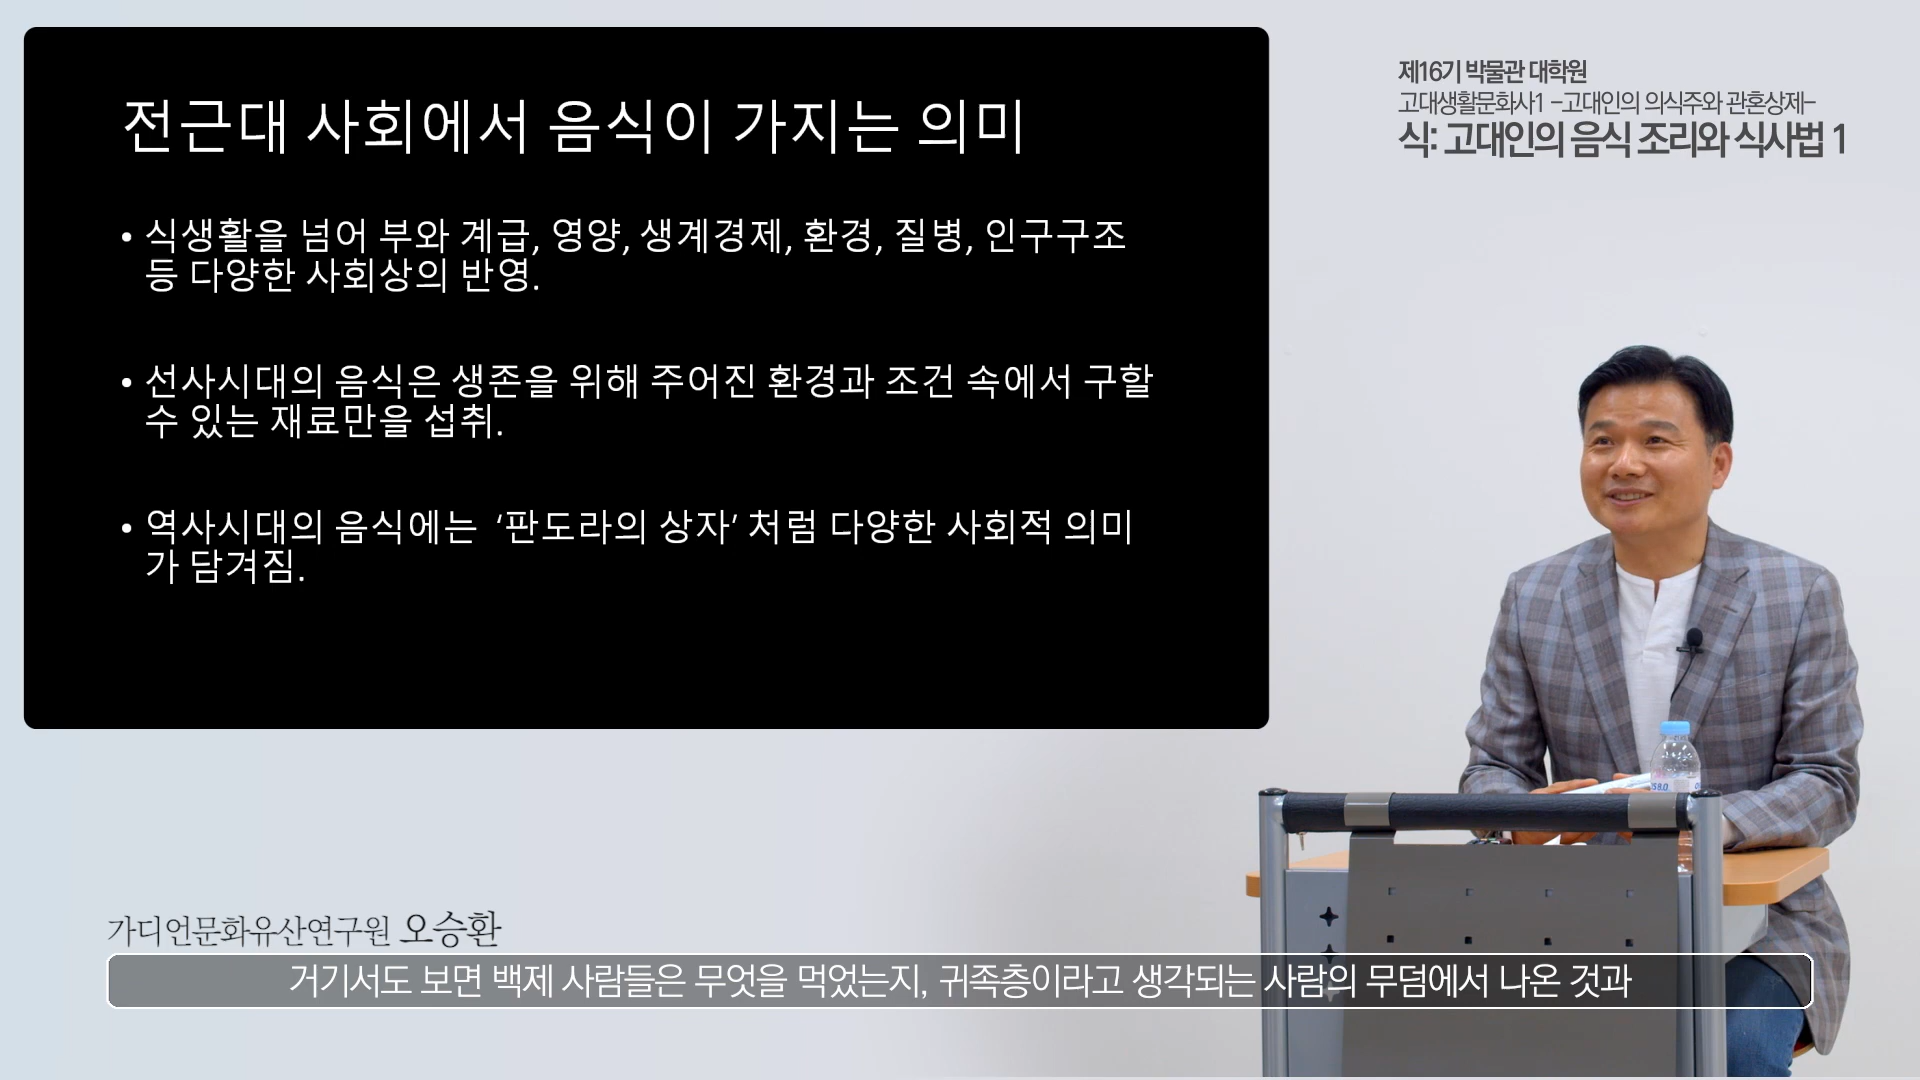 전근대 사회에서 음식이 가지는 의미
• 식생활을 넘어 부와 계급, 영양, 생계경제, 환경, 질병, 인구구조
등 다양한 사회상의 반영.
• 선사시대의 음식은 생존을 위해 주어진 환경과 조건 속에서 구할
수 있는 재료만을 섭취.
• 역사시대의 음식에는 ‘판도라의 상자’ 처럼 다양한 사회적 의미
가 담겨짐.
제16기 박물관 대학원
고대생활문화사1 -고대인의 의식주와 관혼상제-
식: 고대인의 음식 조리와 식사법 1
58.0
가디언문화유산연구원 오승환
거기서도 보면 백제 사람들은 무엇을 먹었는지, 귀족층이라고 생각되는 사람의 무덤에서 나온 것과